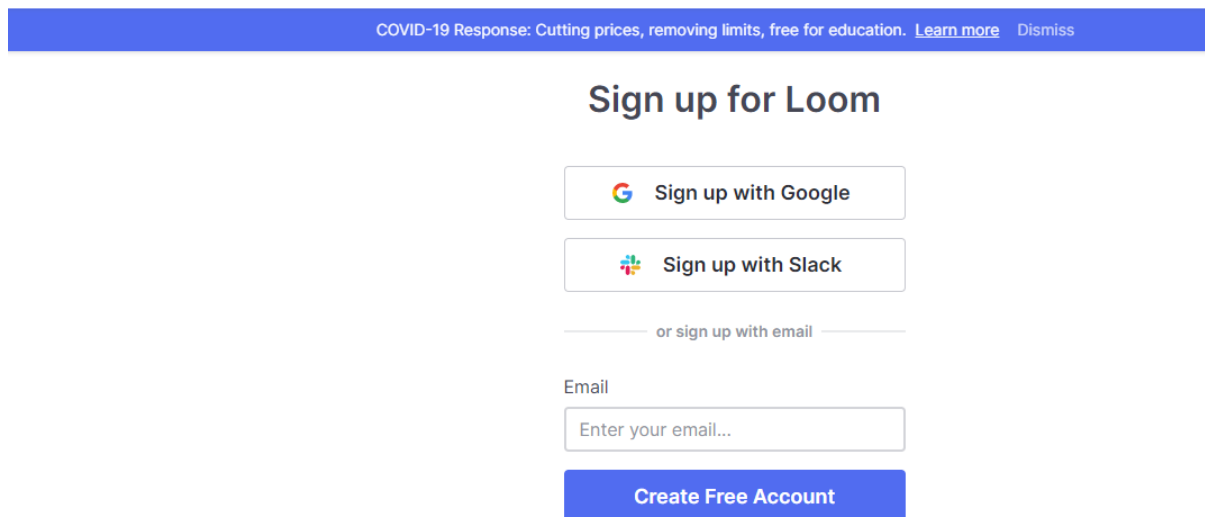 COVID-19 Response: Cutting prices, removing limits, free for education. Learn more Dismiss
Sign up for Loom
Sign up with Google
Sign up with Slack
or sign up with email
Email
Enter your email...
Create Free Account